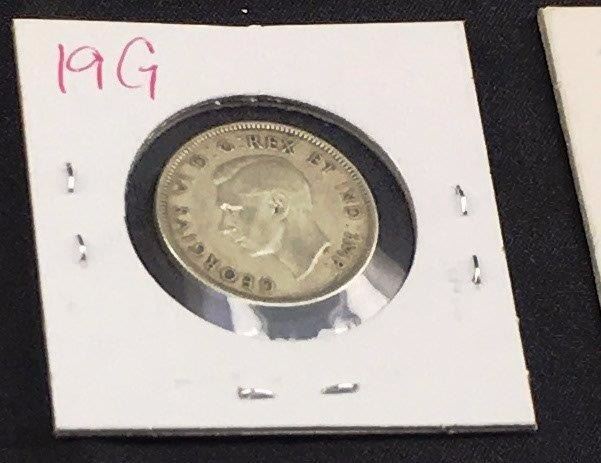 19G
GEORGIVS VI D:G:REX ET IND:IMP.